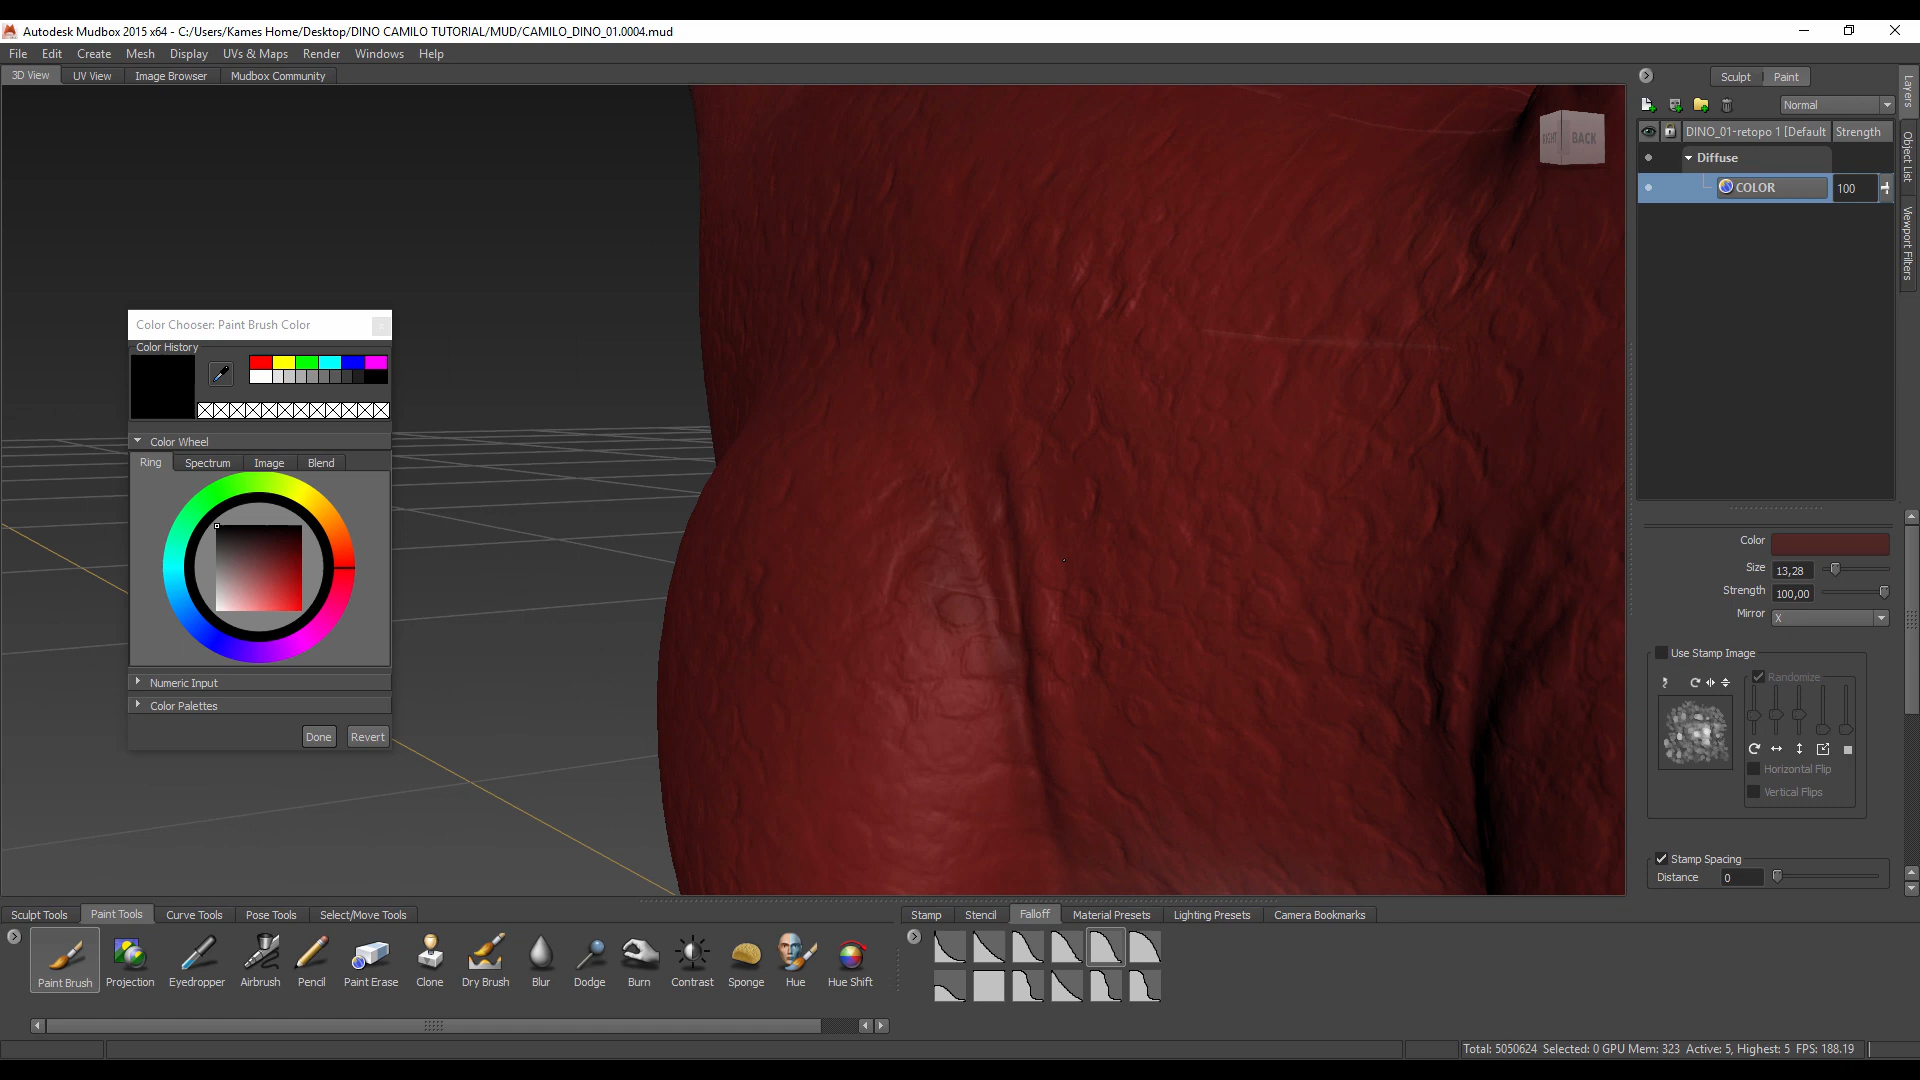 Autodesk Mudbox 2015 x64 - C:/Users/Kames Home/Desktop/DINO CAMILO TUTORIAL/MUD/CAMILO_DINO_01.0004.mud
File Edit Create Mesh Display UVs & Maps Render Windows Help
3D View UV View Image Browser Mudbox Community
Sculpt Paint
Normal
DINO_01-retopo 1 [Default Strength
Diffuse
COLOR 100
Layers
Object List
Viewport Filters
RIGHT BACK
Color Chooser: Paint Brush Color
x
Color History
Color Wheel
Ring Spectrum Image Blend
Numeric Input
Color Palettes
Done Revert
Color
Size 13,28
Strength 100,00
Mirror X
Use Stamp Image
Randomize
Horizontal Flip
Vertical Flips
Stamp Spacing
Distance 0
Sculpt Tools Paint Tools Curve Tools Pose Tools Select/Move Tools
Paint Brush Projection Eyedropper Airbrush Pencil Paint Erase Clone Dry Brush Blur Dodge Burn Contrast Sponge Hue Hue Shift
Stamp Stencil Falloff Material Presets Lighting Presets Camera Bookmarks
Total: 5050624 Selected: 0 GPU Mem: 323 Active: 5, Highest: 5 FPS: 188.19